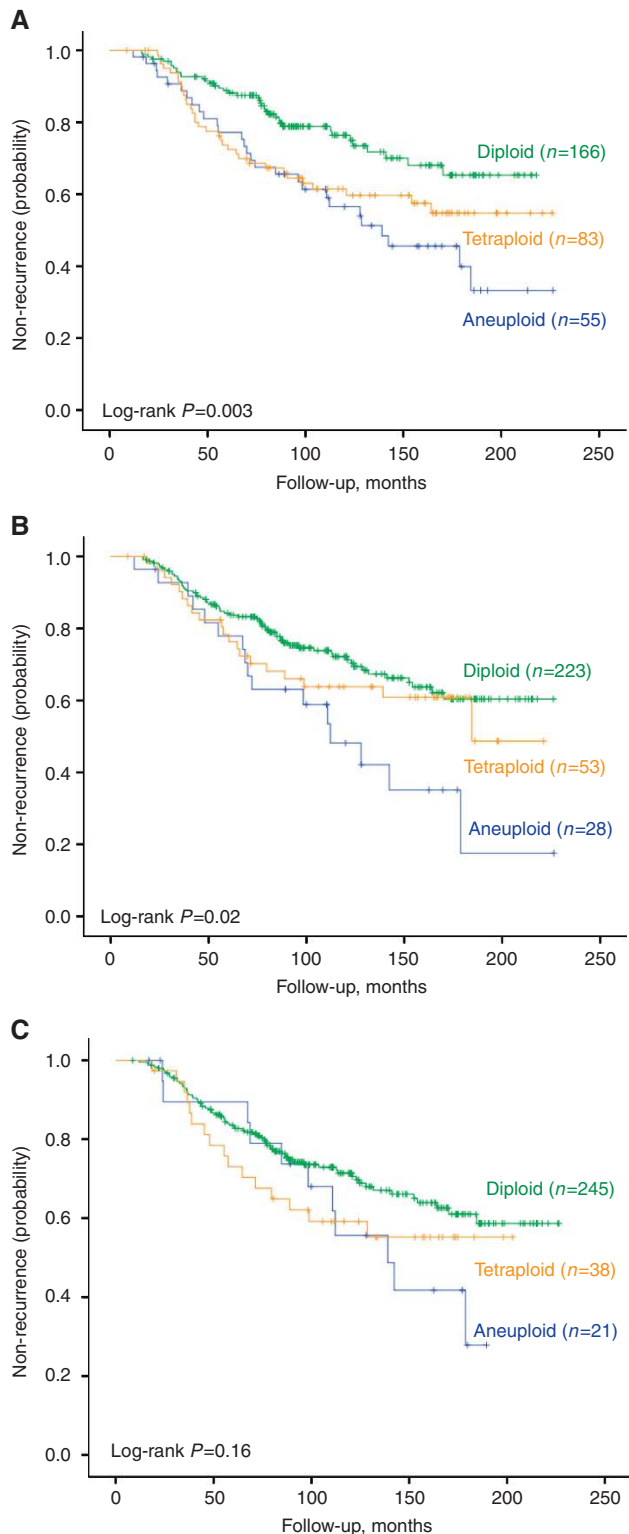 A
1.0
0.8
0.6
0.4
0.2
0.0
Non-recurrence (probability)
Diploid (n=166)
Tetraploid (n=83)
Aneuploid (n=55)
Log-rank P=0.003
0 50 100 150 200 250
Follow-up, months
B
1.0
0.8
0.6
0.4
0.2
0.0
Non-recurrence (probability)
Diploid (n=223)
Tetraploid (n=53)
Aneuploid (n=28)
Log-rank P=0.02
0 50 100 150 200 250
Follow-up, months
C
1.0
0.8
0.6
0.4
0.2
0.0
Non-recurrence (probability)
Diploid (n=245)
Tetraploid (n=38)
Aneuploid (n=21)
Log-rank P=0.16
0 50 100 150 200 250
Follow-up, months